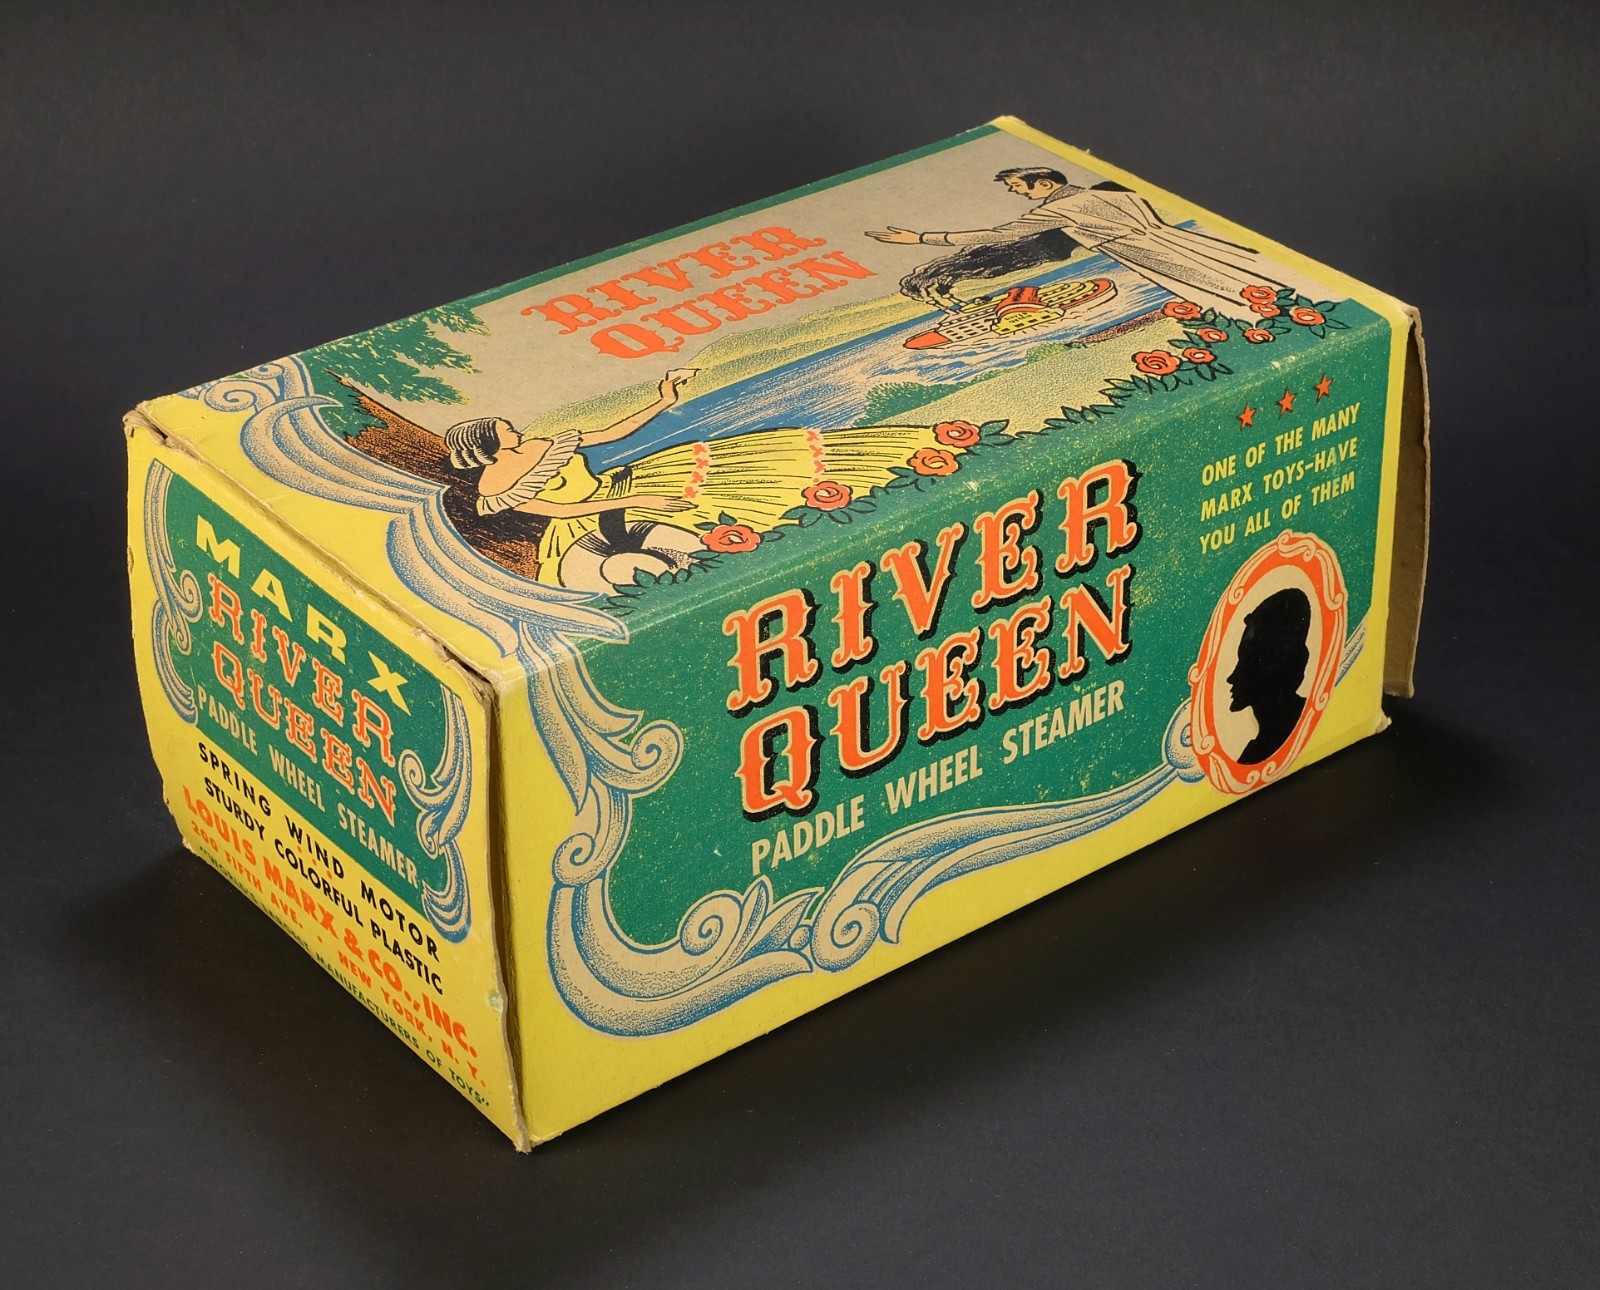 RIVER
QUEEN
MARX
RIVER
QUEEN
PADDLE WHEEL STEAMER
SPRING WIND MOTOR
STURDY COLORFUL PLASTIC
LOUIS MARX & CO., INC.
200 FIFTH AVE. · NEW YORK, N. Y.
"WORLD'S LARGEST MANUFACTURERS OF TOYS"
RIVER
QUEEN
PADDLE WHEEL STEAMER
ONE OF THE MANY
MARX TOYS-HAVE
YOU ALL OF THEM